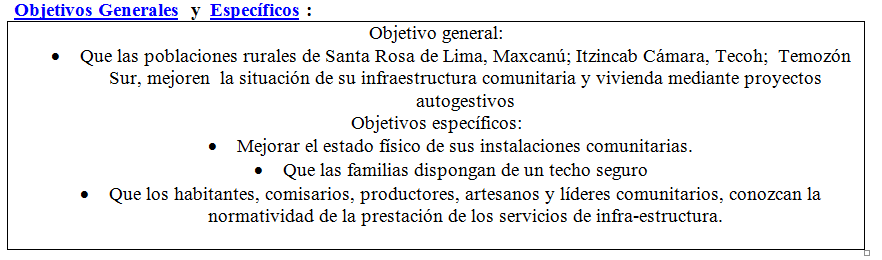 Objetivos Generales y Específicos :
Objetivo general:
• Que las poblaciones rurales de Santa Rosa de Lima, Maxcanú; Itzincab Cámara, Tecoh; Temozón
Sur, mejoren la situación de su infraestructura comunitaria y vivienda mediante proyectos
autogestivos
Objetivos específicos:
• Mejorar el estado físico de sus instalaciones comunitarias.
• Que las familias dispongan de un techo seguro
• Que los habitantes, comisarios, productores, artesanos y líderes comunitarios, conozcan la
normatividad de la prestación de los servicios de infra-estructura.